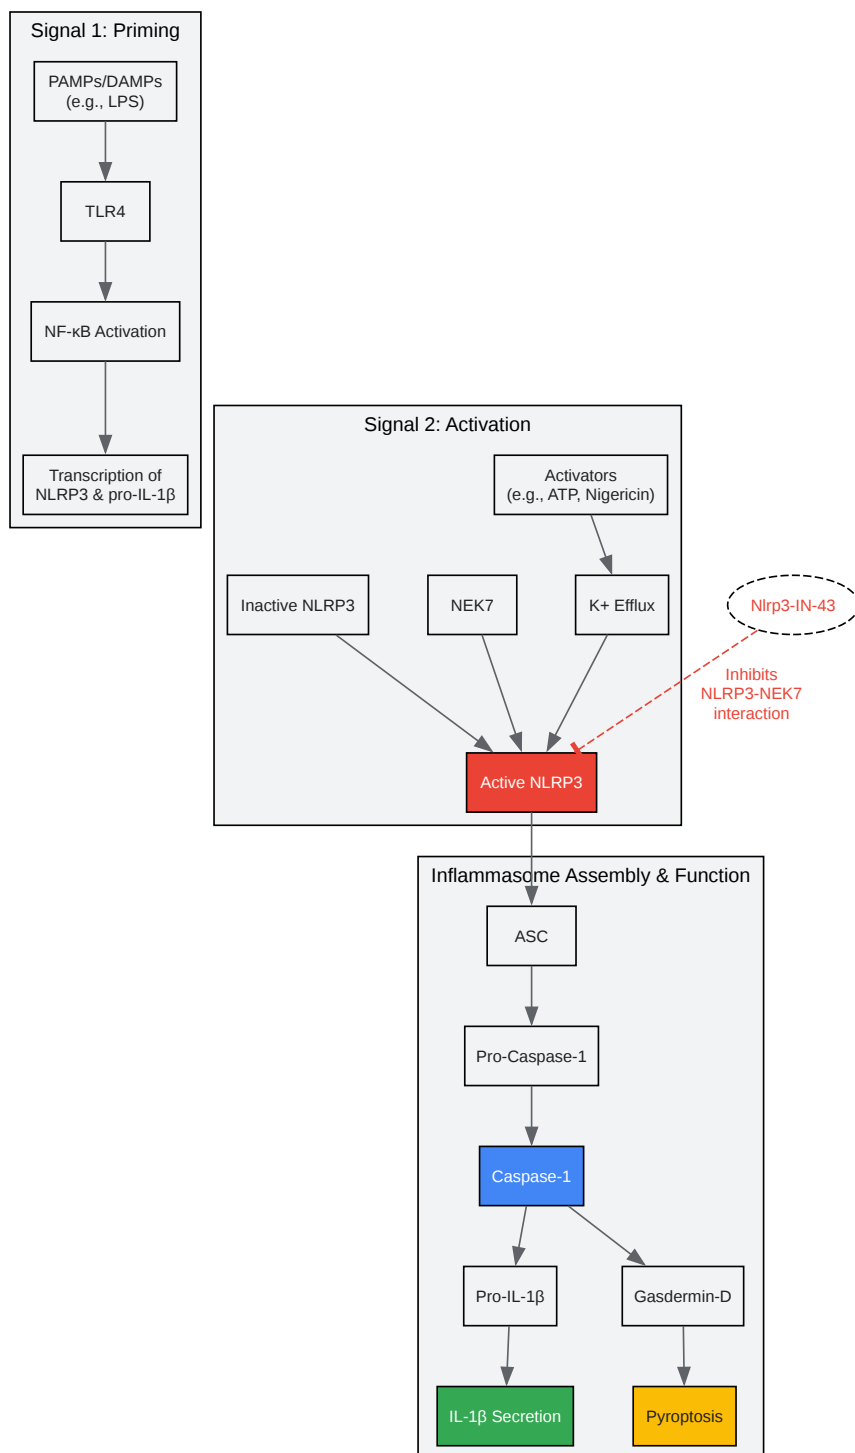 Signal 1: Priming
PAMPs/DAMPs
(e.g., LPS)
TLR4
NF-κB Activation
Transcription of
NLRP3 & pro-IL-1β
Signal 2: Activation
Activators
(e.g., ATP, Nigericin)
Inactive NLRP3
NEK7
K+ Efflux
Nlrp3-IN-43
Inhibits
NLRP3-NEK7
interaction
Active NLRP3
Inflammasome Assembly & Function
ASC
Pro-Caspase-1
Caspase-1
Pro-IL-1β
Gasdermin-D
IL-1β Secretion
Pyroptosis